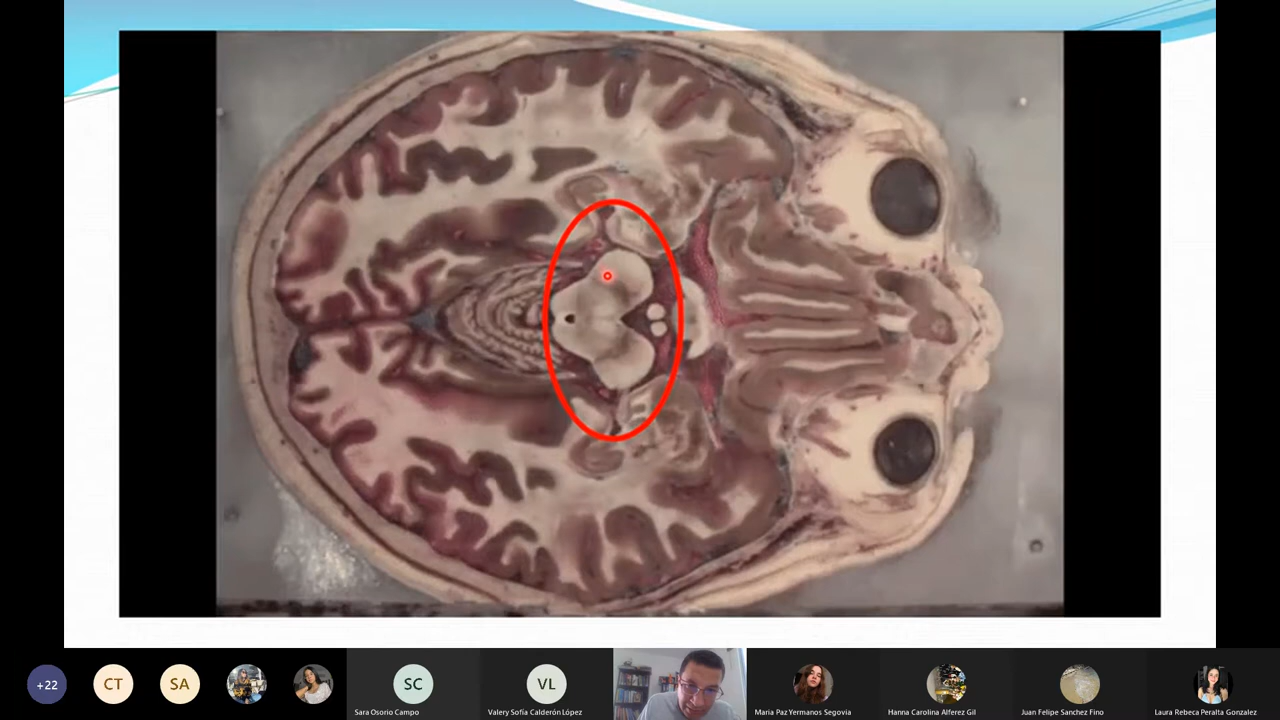 +22
CT
SA
SC
Sara Osorio Campo
VL
Valery Sofía Calderón López
Maria Paz Yermanos Segovia
Hanna Carolina Alferez Gil
Juan Felipe Sanchez Fino
Laura Rebeca Peralta Gonzalez